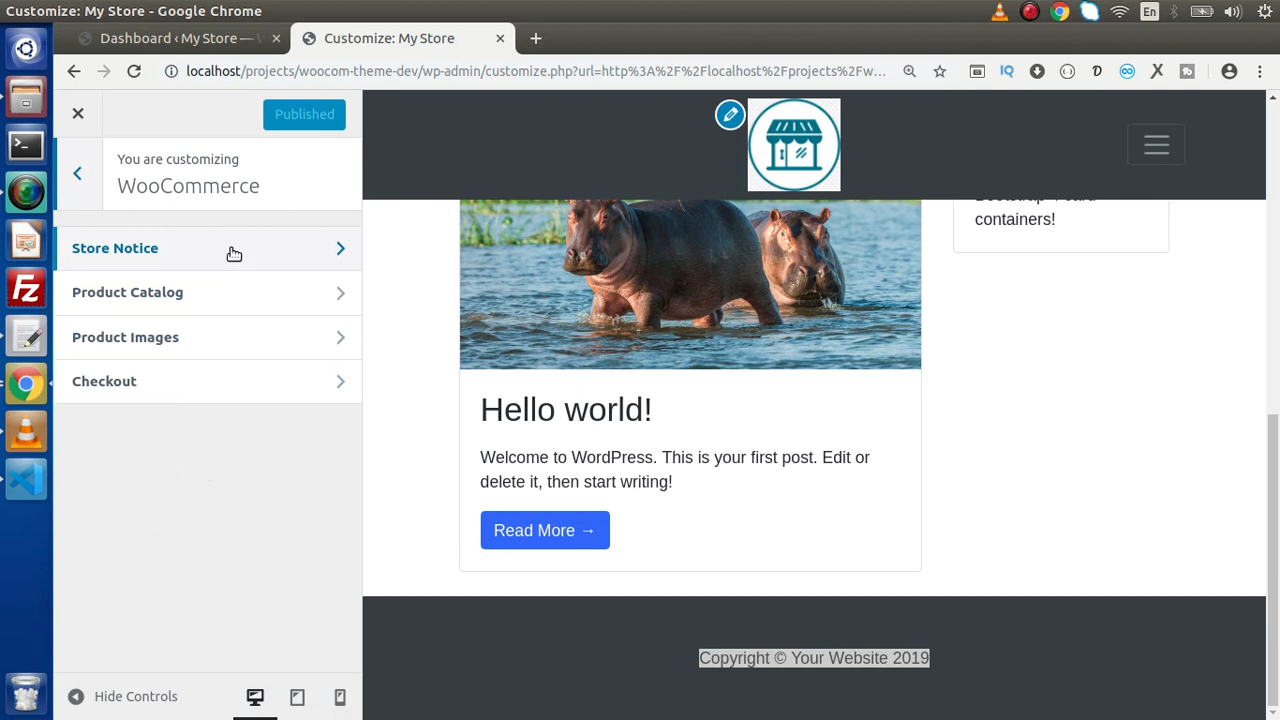 Customize: My Store - Google Chrome
En
Dashboard ‹ My Store —
Customize: My Store
localhost/projects/woocom-theme-dev/wp-admin/customize.php?url=http%3A%2F%2Flocalhost%2Fprojects%2Fw...
IQ
Published
You are customizing
WooCommerce
Store Notice
Product Catalog
Product Images
Checkout
containers!
Hello world!
Welcome to WordPress. This is your first post. Edit or
delete it, then start writing!
Read More →
Copyright © Your Website 2019
Hide Controls